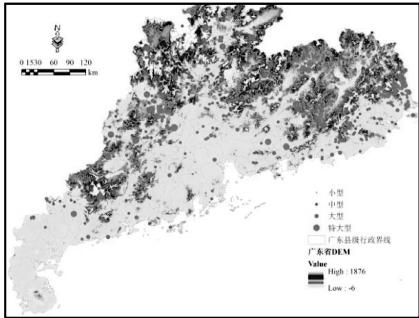 N
0 1530 60 90 120
km
小型
中型
大型
特大型
广东县级行政界线
广东省DEM
Value
High : 1876
Low : -6